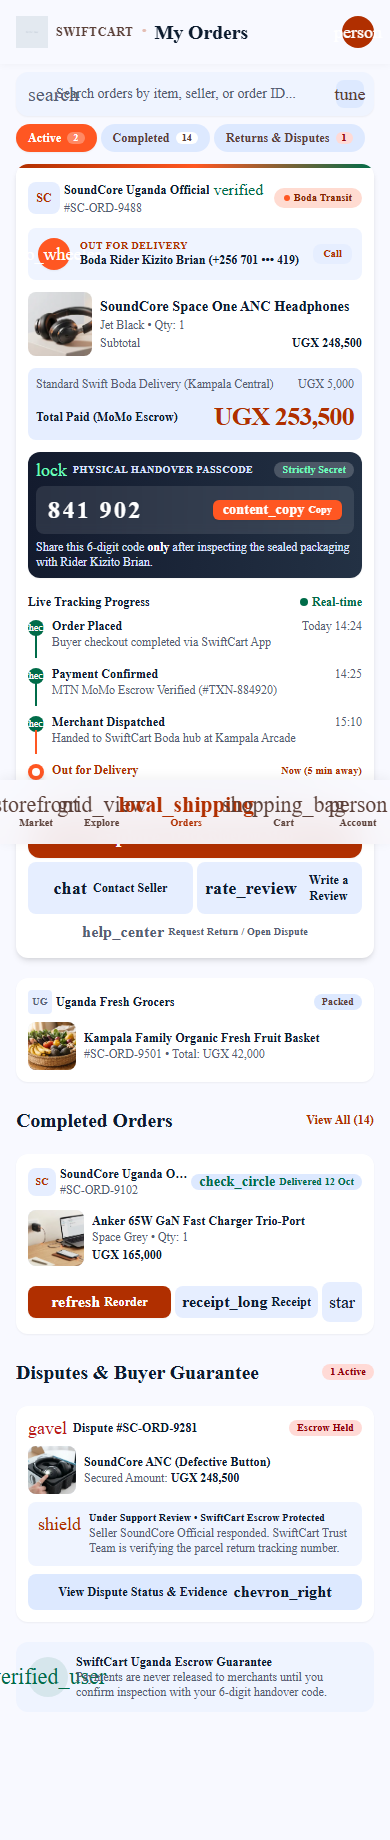 SWIFTCART • My Orders person
search Search orders by item, seller, or order ID... tune
Active 2 Completed 14 Returns & Disputes 1
SC SoundCore Uganda Official verified
#SC-ORD-9488
Boda Transit
OUT FOR DELIVERY
Boda Rider Kizito Brian (+256 701 ••• 419)
Call
SoundCore Space One ANC Headphones
Jet Black • Qty: 1
Subtotal UGX 248,500
Standard Swift Boda Delivery (Kampala Central) UGX 5,000
Total Paid (MoMo Escrow) UGX 253,500
lock PHYSICAL HANDOVER PASSCODE Strictly Secret
841 902 content_copy Copy
Share this 6-digit code only after inspecting the sealed packaging
with Rider Kizito Brian.
Live Tracking Progress Real-time
Order Placed Today 14:24
Buyer checkout completed via SwiftCart App
Payment Confirmed 14:25
MTN MoMo Escrow Verified (#TXN-884920)
Merchant Dispatched 15:10
Handed to SwiftCart Boda hub at Kampala Arcade
Out for Delivery Now (5 min away)
storefront grid_view local_shipping shopping_bag person
Market Explore Orders Cart Account
chat Contact Seller
rate_review Write a
Review
help_center Request Return / Open Dispute
UG Uganda Fresh Grocers Packed
Kampala Family Organic Fresh Fruit Basket
#SC-ORD-9501 • Total: UGX 42,000
Completed Orders View All (14)
SC SoundCore Uganda O...
#SC-ORD-9102
check_circle Delivered 12 Oct
Anker 65W GaN Fast Charger Trio-Port
Space Grey • Qty: 1
UGX 165,000
refresh Reorder receipt_long Receipt star
Disputes & Buyer Guarantee 1 Active
gavel Dispute #SC-ORD-9281 Escrow Held
SoundCore ANC (Defective Button)
Secured Amount: UGX 248,500
shield Under Support Review • SwiftCart Escrow Protected
Seller SoundCore Official responded. SwiftCart Trust
Team is verifying the parcel return tracking number.
View Dispute Status & Evidence chevron_right
verified_user SwiftCart Uganda Escrow Guarantee
Payments are never released to merchants until you
confirm inspection with your 6-digit handover code.